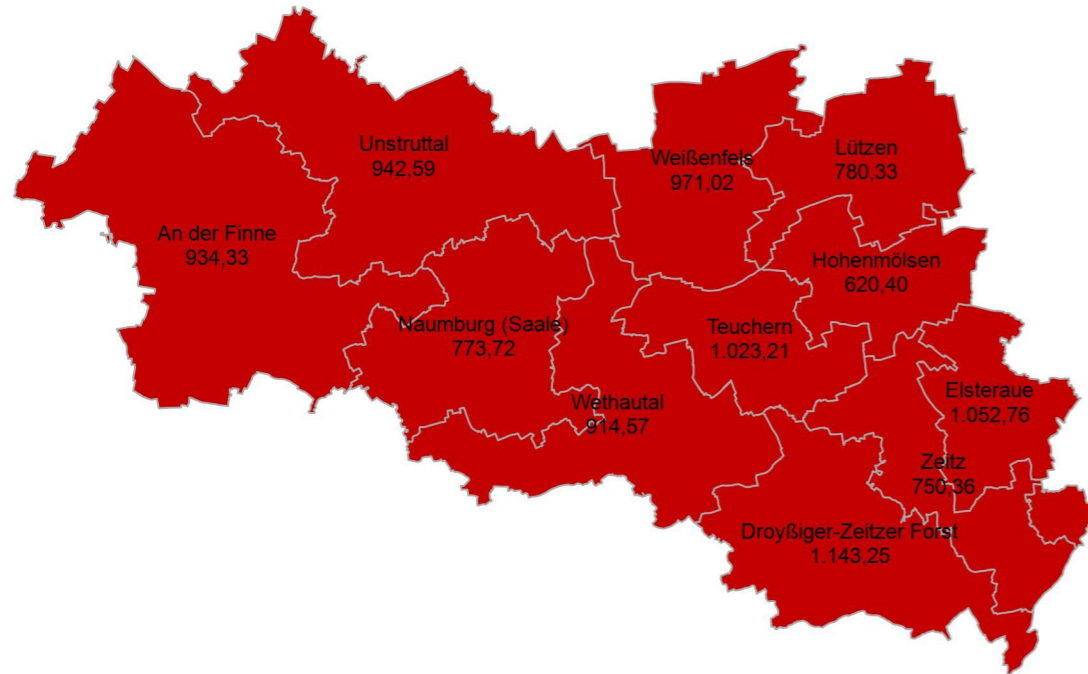 Unstruttal
942,59
Weißenfels
971,02
Lützen
780,33
An der Finne
934,33
Hohenmölsen
620,40
Naumburg (Saale)
773,72
Teuchern
1.023,21
Wethautal
914,57
Elsteraue
1.052,76
Zeitz
750,36
Droyßiger-Zeitzer Forst
1.143,25